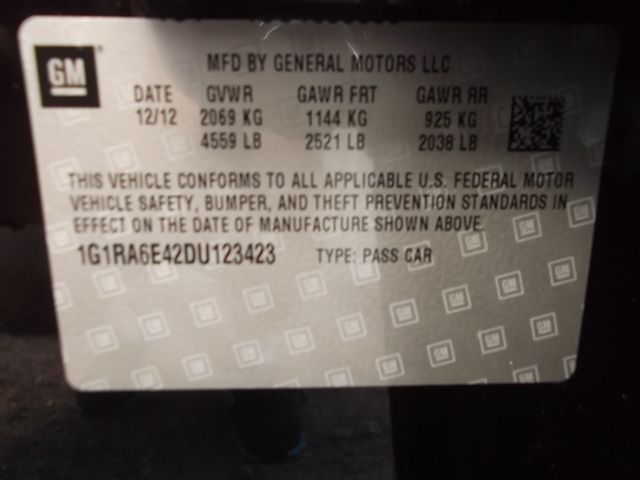 GM
MFD BY GENERAL MOTORS LLC
DATE GVWR GAWR FRT GAWR RR
12/12 2069 KG 1144 KG 925 KG
4559 LB 2521 LB 2038 LB
THIS VEHICLE CONFORMS TO ALL APPLICABLE U.S. FEDERAL MOTOR
VEHICLE SAFETY, BUMPER, AND THEFT PREVENTION STANDARDS IN
EFFECT ON THE DATE OF MANUFACTURE SHOWN ABOVE.
1G1RA6E42DU123423 TYPE: PASS CAR